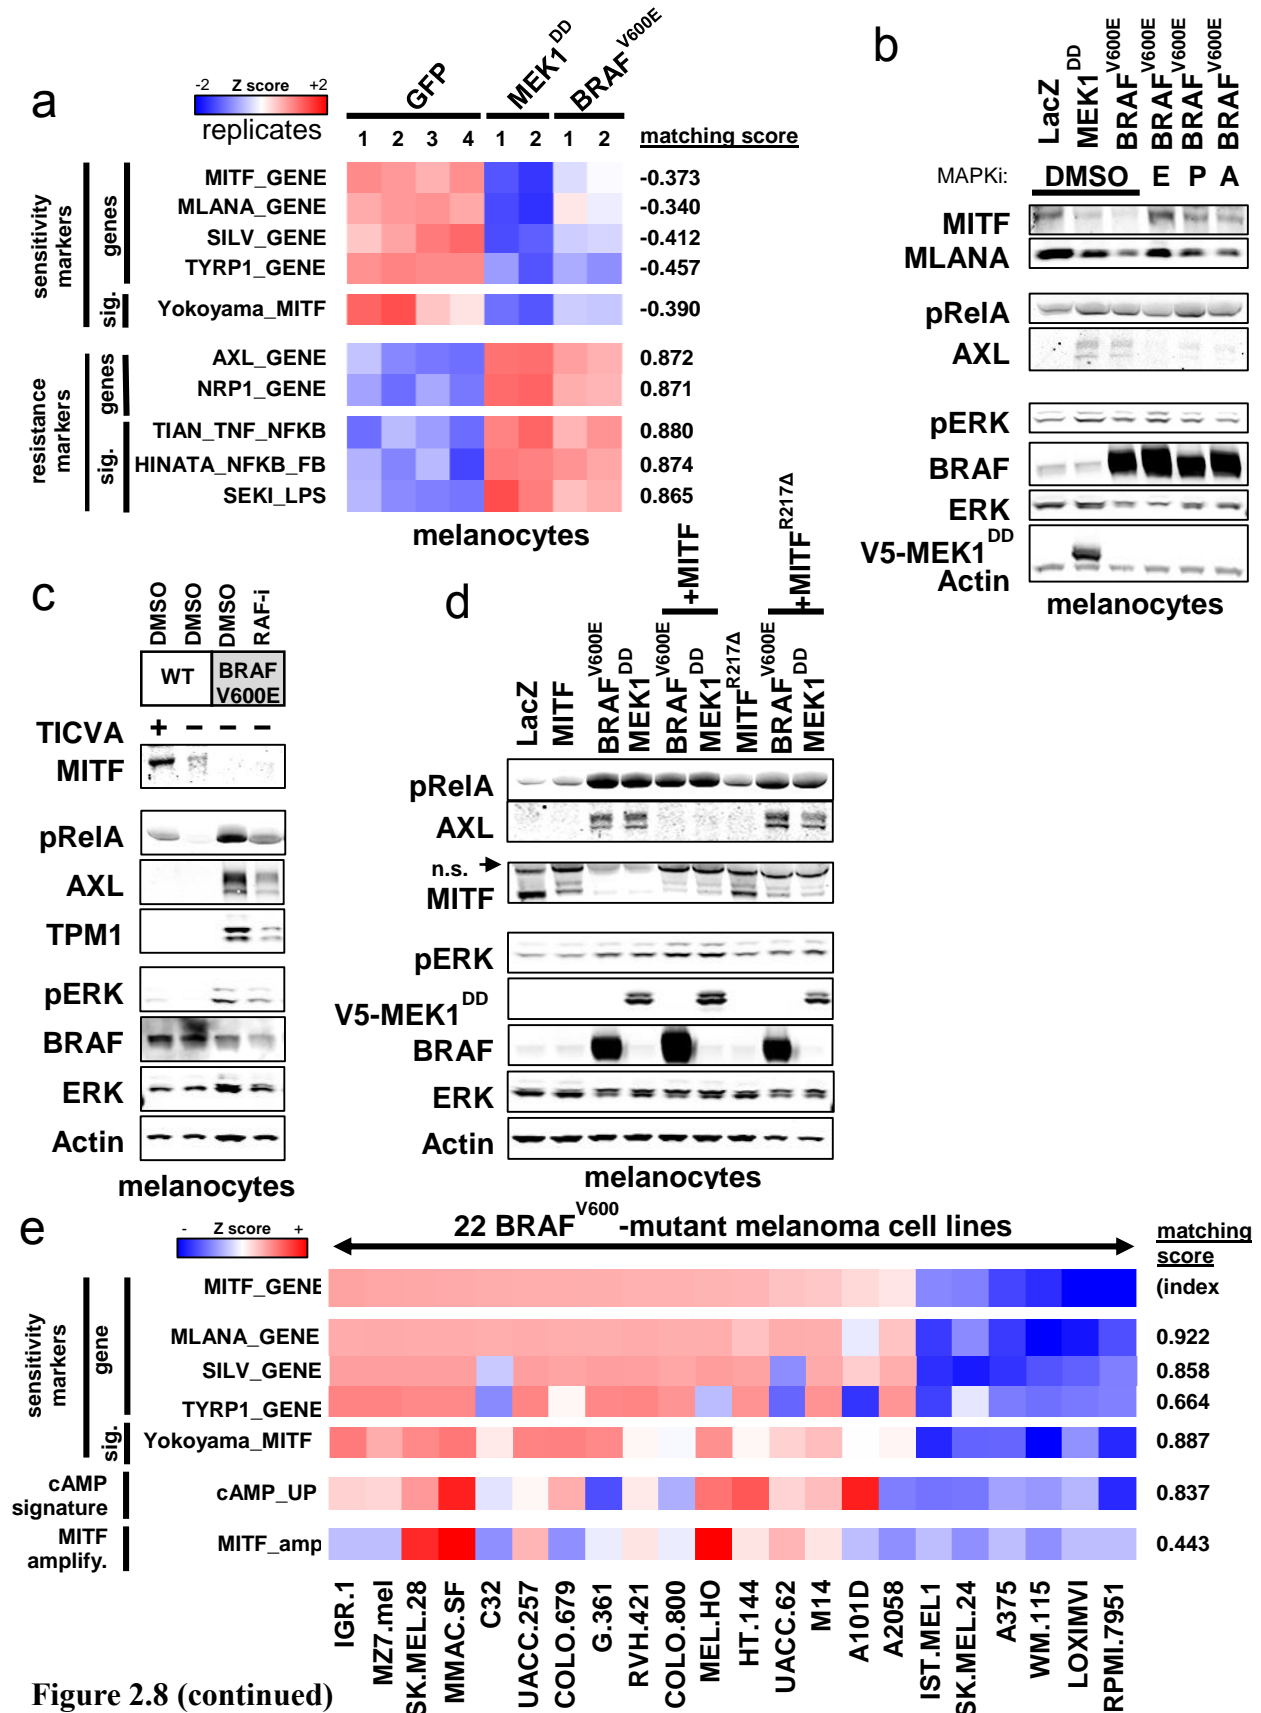 a
-2 Z score +2
replicates
GFP
MEK1DD
BRAFV600E
1 2 3 4 1 2 1 2
matching score
sensitivity markers
genes
MITF_GENE -0.373
MLANA_GENE -0.340
SILV_GENE -0.412
TYRP1_GENE -0.457
sig.
Yokoyama_MITF -0.390
resistance markers
genes
AXL_GENE 0.872
NRP1_GENE 0.871
sig.
TIAN_TNF_NFKB 0.880
HINATA_NFKB_FB 0.874
SEKI_LPS 0.865
melanocytes
b
LacZ
MEK1DD
BRAFV600E
BRAFV600E
BRAFV600E
BRAFV600E
MAPKi: DMSO E P A
MITF
MLANA
pRelA
AXL
pERK
BRAF
ERK
V5-MEK1DD
Actin
melanocytes
c
DMSO
DMSO
DMSO
RAF-i
WT
BRAF
V600E
TICVA + – – –
MITF
pRelA
AXL
TPM1
pERK
BRAF
ERK
Actin
melanocytes
d
+MITF
+MITFR217Δ
LacZ
MITF
BRAFV600E
MEK1DD
BRAFV600E
MEK1DD
MITFR217Δ
BRAFV600E
MEK1DD
pRelA
AXL
n.s.
MITF
pERK
V5-MEK1DD
BRAF
ERK
Actin
melanocytes
e
- Z score +
22 BRAFV600-mutant melanoma cell lines
matching
score
sensitivity markers
gene
MITF_GENE (index
MLANA_GENE 0.922
SILV_GENE 0.858
TYRP1_GENE 0.664
sig.
Yokoyama_MITF 0.887
cAMP
signature
cAMP_UP 0.837
MITF
amplify.
MITF_amp 0.443
IGR.1
MZ7.mel
SK.MEL.28
MMAC.SF
C32
UACC.257
COLO.679
G.361
RVH.421
COLO.800
MEL.HO
HT.144
UACC.62
M14
A101D
A2058
IST.MEL1
SK.MEL.24
A375
WM.115
LOXIMVI
RPMI.7951
Figure 2.8 (continued)